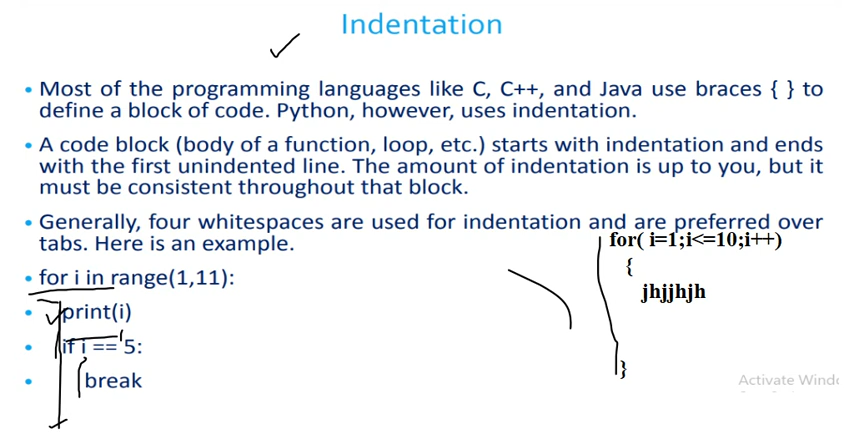 Indentation
• Most of the programming languages like C, C++, and Java use braces { } to
define a block of code. Python, however, uses indentation.
• A code block (body of a function, loop, etc.) starts with indentation and ends
with the first unindented line. The amount of indentation is up to you, but it
must be consistent throughout that block.
• Generally, four whitespaces are used for indentation and are preferred over
tabs. Here is an example.
• for i in range(1,11):
• print(i)
• if i == 5:
• break
for( i=1;i<=10;i++)
{
jhjjhjh
}
Activate Windo